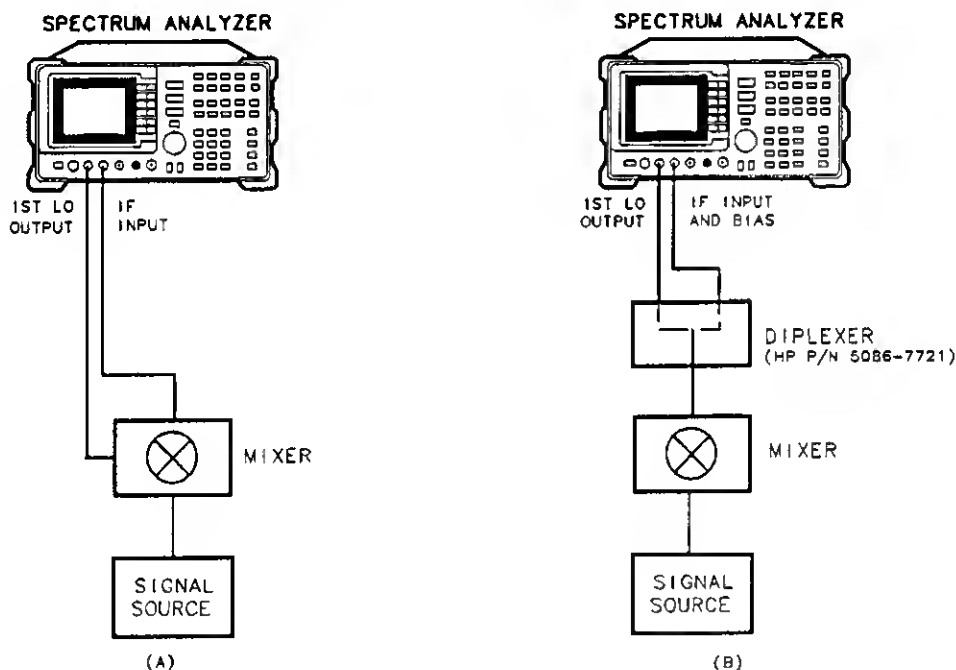 SPECTRUM ANALYZER
1ST LO
OUTPUT
IF
INPUT
MIXER
SIGNAL
SOURCE
(A)
SPECTRUM ANALYZER
1ST LO
OUTPUT
IF INPUT
AND BIAS
DIPLEXER
(HP P/N 5086-7721)
MIXER
SIGNAL
SOURCE
(B)